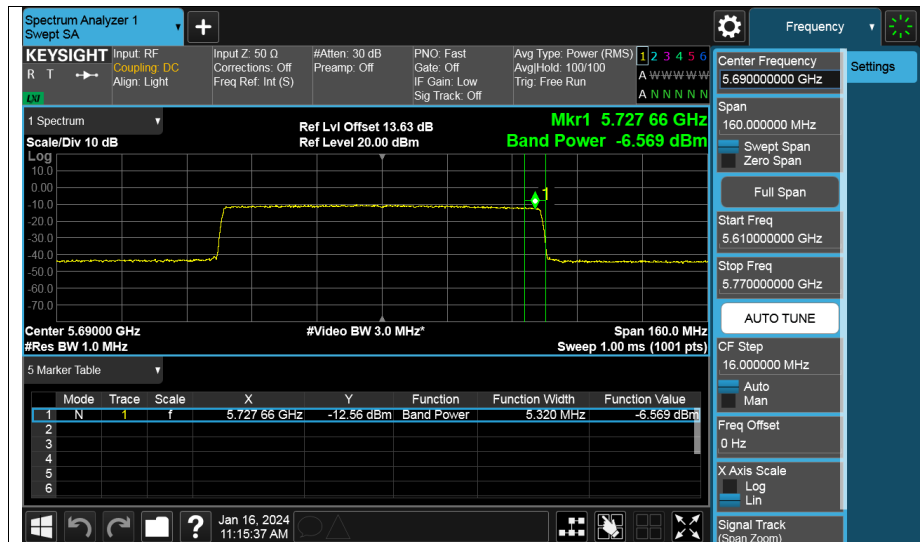 Spectrum Analyzer 1
Swept SA
+
Frequency
KEYSIGHT
R T
LXI
Input: RF
Coupling: DC
Align: Light
Input Z: 50 Ω
Corrections: Off
Freq Ref: Int (S)
#Atten: 30 dB
Preamp: Off
PNO: Fast
Gate: Off
IF Gain: Low
Sig Track: Off
Avg Type: Power (RMS)
Avg|Hold: 100/100
Trig: Free Run
1 2 3 4 5 6
A W W W W W
A N N N N N
1 Spectrum
Scale/Div 10 dB
Ref Lvl Offset 13.63 dB
Ref Level 20.00 dBm
Mkr1 5.727 66 GHz
Band Power -6.569 dBm
Log
10.0
0.00
-10.0
-20.0
-30.0
-40.0
-50.0
-60.0
-70.0
1
Center 5.69000 GHz
#Res BW 1.0 MHz
#Video BW 3.0 MHz*
Span 160.0 MHz
Sweep 1.00 ms (1001 pts)
5 Marker Table
Mode Trace Scale X Y Function Function Width Function Value
1 N 1 f 5.727 66 GHz -12.56 dBm Band Power 5.320 MHz -6.569 dBm
2
3
4
5
6
?
Jan 16, 2024
11:15:37 AM
Center Frequency
5.690000000 GHz
Span
160.000000 MHz
Swept Span
Zero Span
Full Span
Start Freq
5.610000000 GHz
Stop Freq
5.770000000 GHz
AUTO TUNE
CF Step
16.000000 MHz
Auto
Man
Freq Offset
0 Hz
X Axis Scale
Log
Lin
Signal Track
(Span Zoom)
Settings